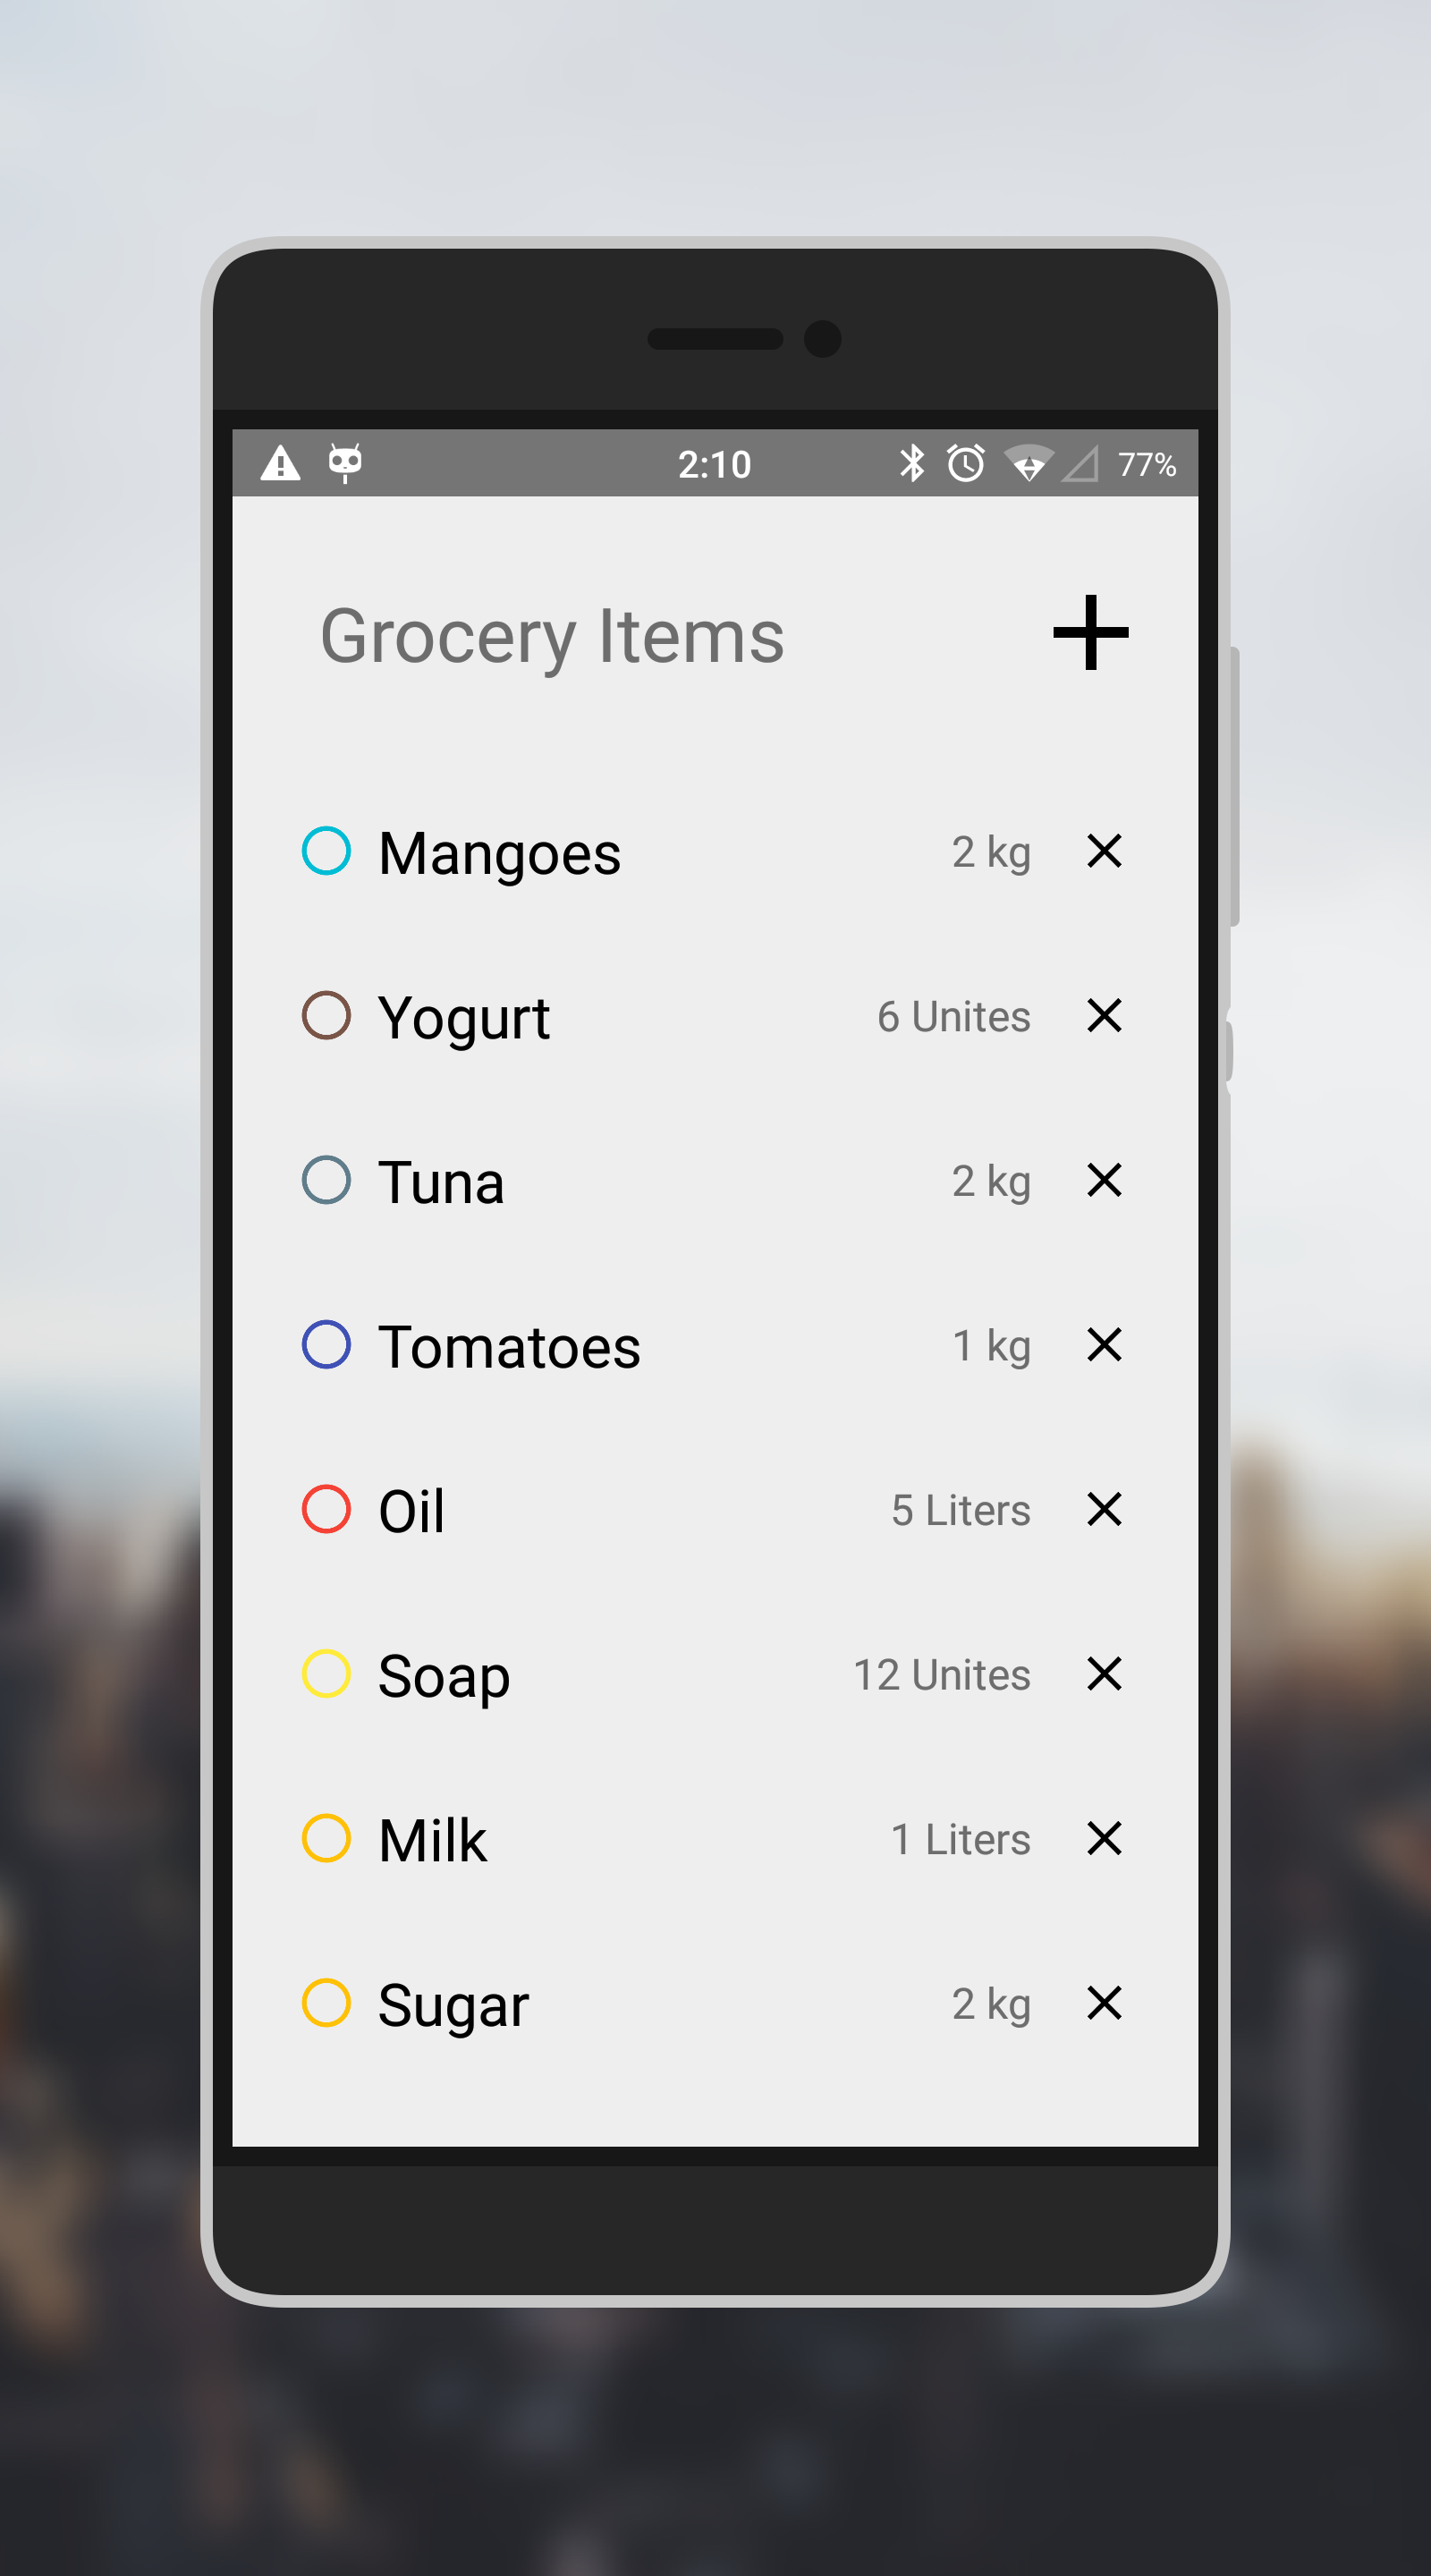 2:10 77%
Grocery Items
Mangoes 2 kg
Yogurt 6 Unites
Tuna 2 kg
Tomatoes 1 kg
Oil 5 Liters
Soap 12 Unites
Milk 1 Liters
Sugar 2 kg